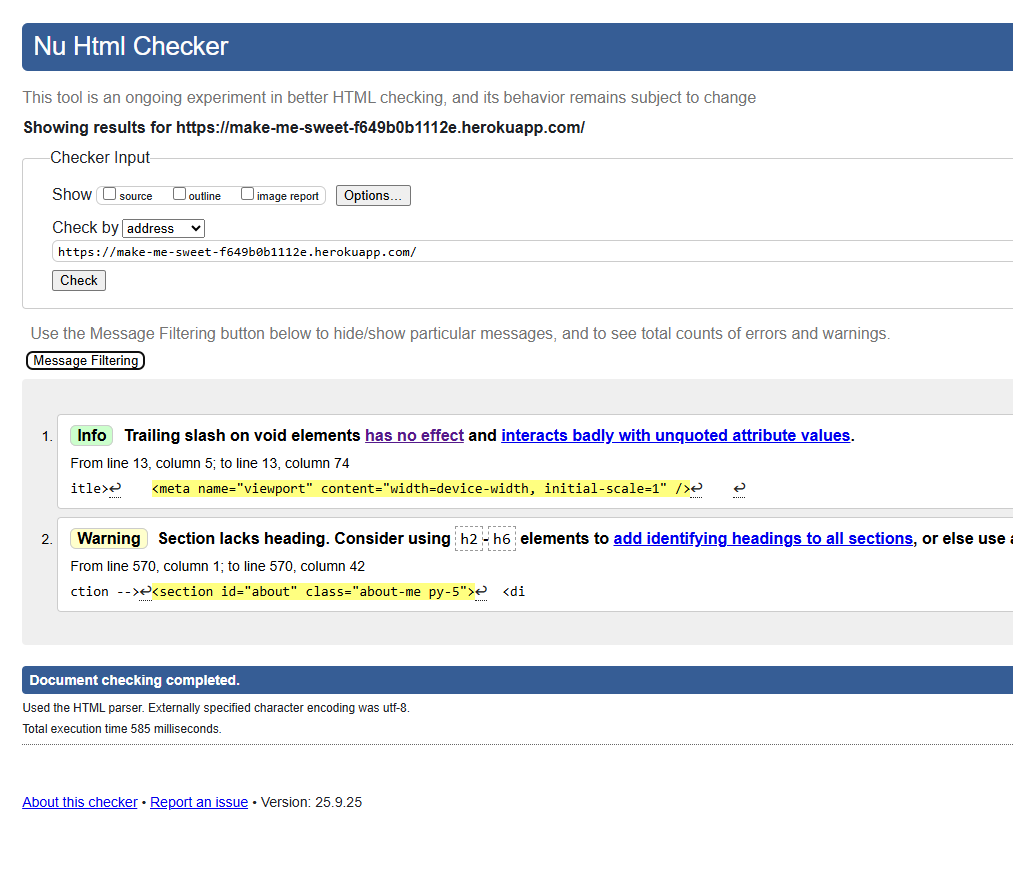 Nu Html Checker
This tool is an ongoing experiment in better HTML checking, and its behavior remains subject to change
Showing results for https://make-me-sweet-f649b0b1112e.herokuapp.com/
Checker Input
Show source outline image report Options...
Check by address
https://make-me-sweet-f649b0b1112e.herokuapp.com/
Check
Use the Message Filtering button below to hide/show particular messages, and to see total counts of errors and warnings.
Message Filtering
1. Info Trailing slash on void elements has no effect and interacts badly with unquoted attribute values.
From line 13, column 5; to line 13, column 74
itle>↩ <meta name="viewport" content="width=device-width, initial-scale=1" />↩ ↩
2. Warning Section lacks heading. Consider using h2-h6 elements to add identifying headings to all sections, or else use
From line 570, column 1; to line 570, column 42
ction -->↩<section id="about" class="about-me py-5">↩ <di
Document checking completed.
Used the HTML parser. Externally specified character encoding was utf-8.
Total execution time 585 milliseconds.
About this checker • Report an issue • Version: 25.9.25